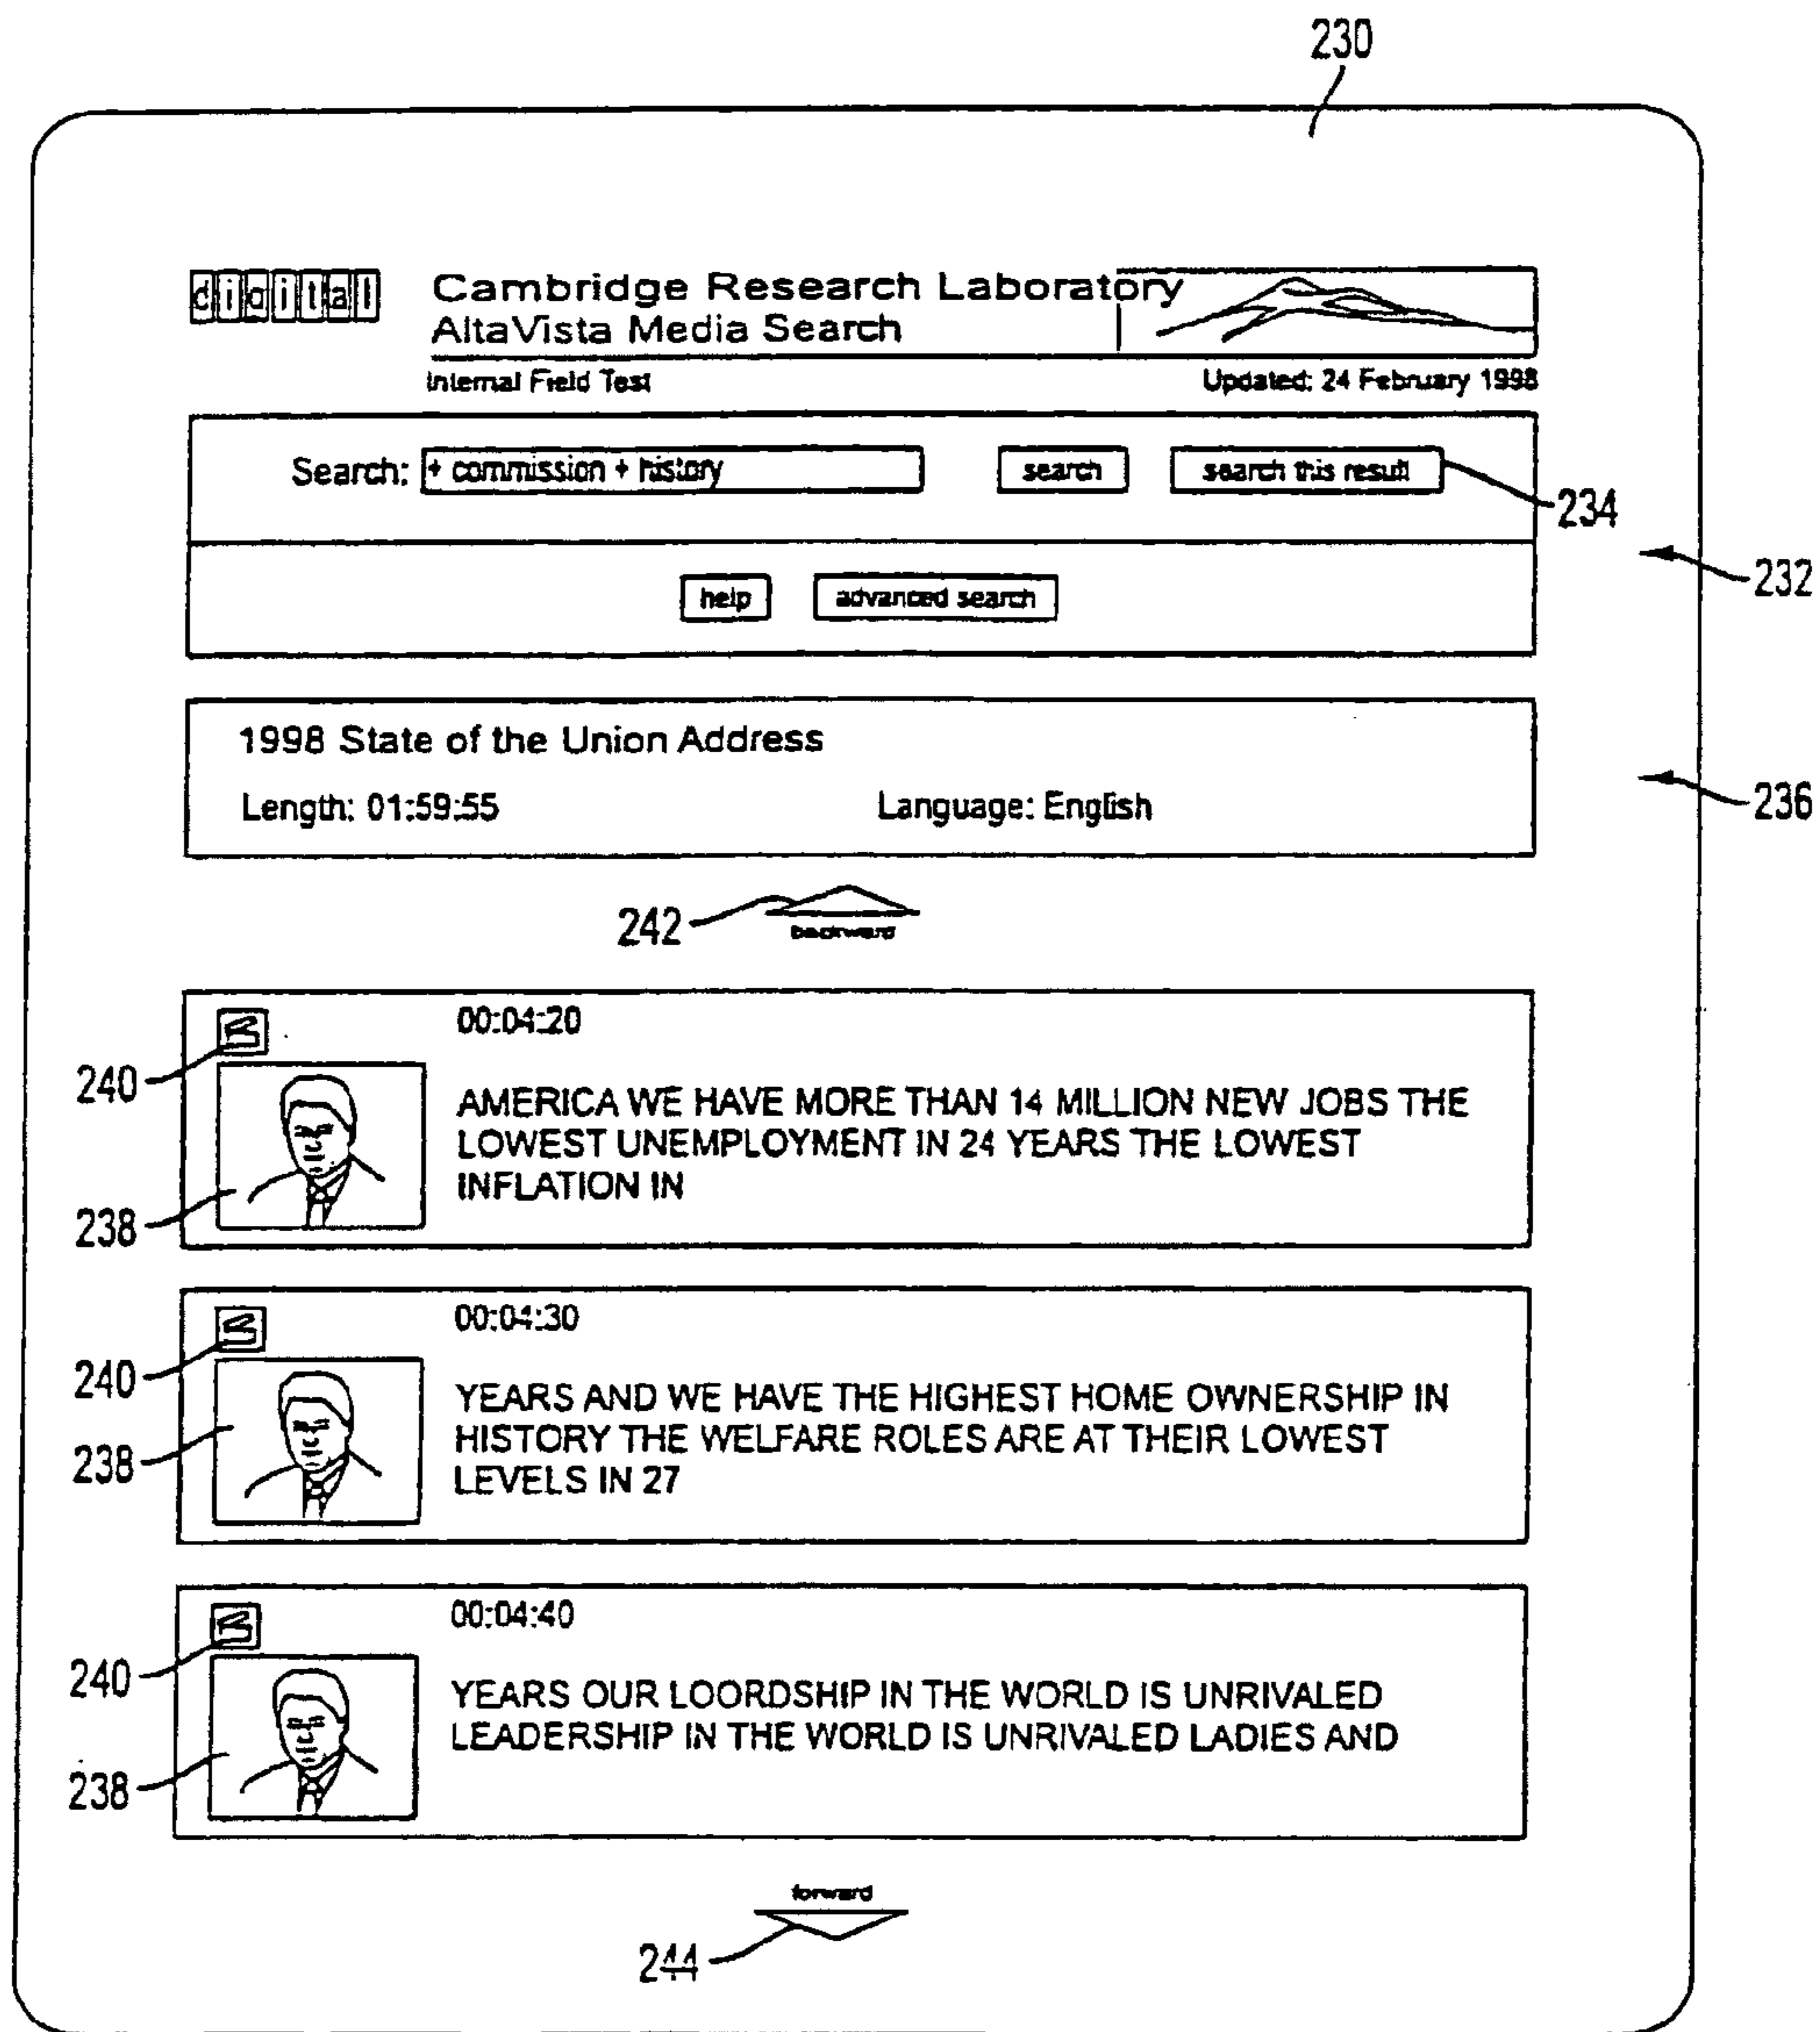 230
digital
Cambridge Research Laboratory
AltaVista Media Search
Internal Field Test
Updated: 24 February 1998
Search: + commission + history
search
search this result
234
232
help
advanced search
1998 State of the Union Address
Length: 01:59:55
Language: English
236
242
backward
00:04:20
240
AMERICA WE HAVE MORE THAN 14 MILLION NEW JOBS THE
LOWEST UNEMPLOYMENT IN 24 YEARS THE LOWEST
INFLATION IN
238
00:04:30
240
YEARS AND WE HAVE THE HIGHEST HOME OWNERSHIP IN
HISTORY THE WELFARE ROLES ARE AT THEIR LOWEST
LEVELS IN 27
238
00:04:40
240
YEARS OUR LOORDSHIP IN THE WORLD IS UNRIVALED
LEADERSHIP IN THE WORLD IS UNRIVALED LADIES AND
238
forward
244